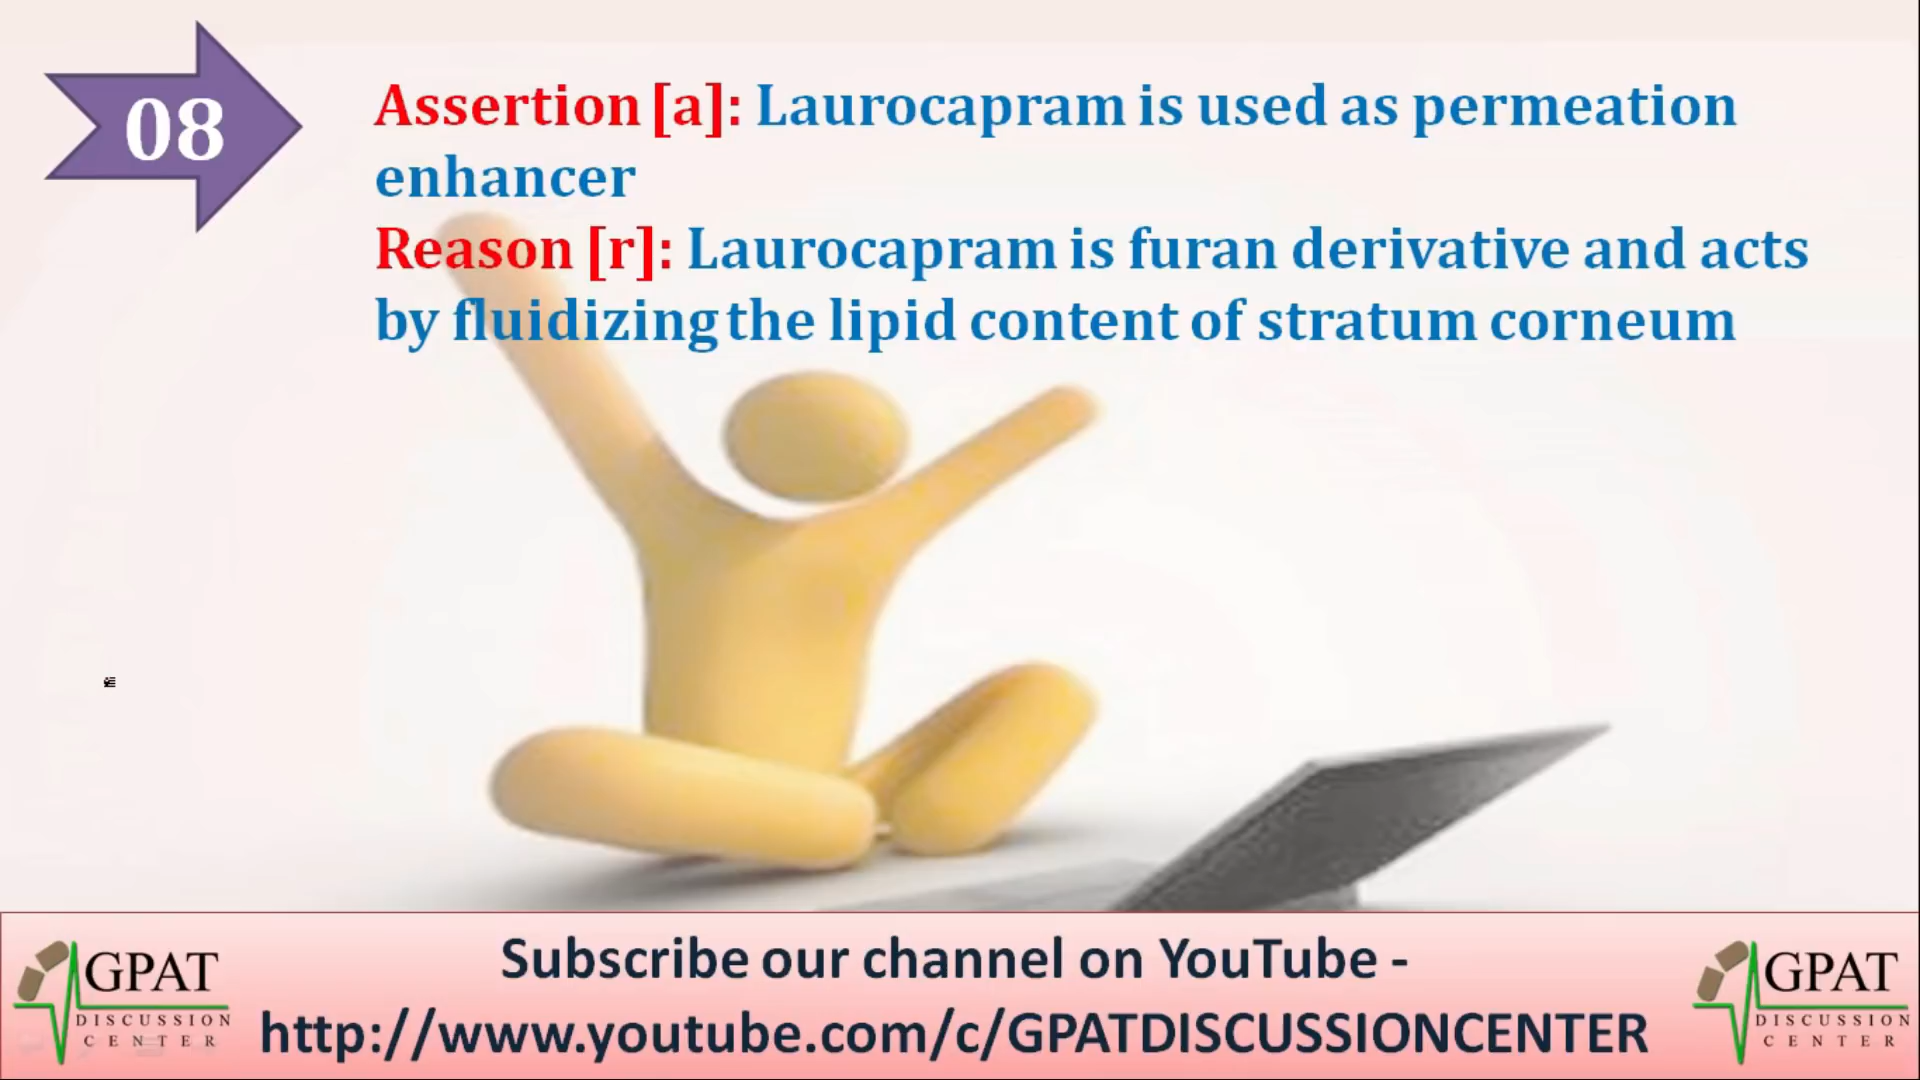 08
Assertion [a]: Laurocapram is used as permeation
enhancer
Reason [r]: Laurocapram is furan derivative and acts
by fluidizing the lipid content of stratum corneum
Subscribe our channel on YouTube -
http://www.youtube.com/c/GPATDISCUSSIONCENTER
GPAT
DISCUSSION
CENTER
GPAT
DISCUSSION
CENTER